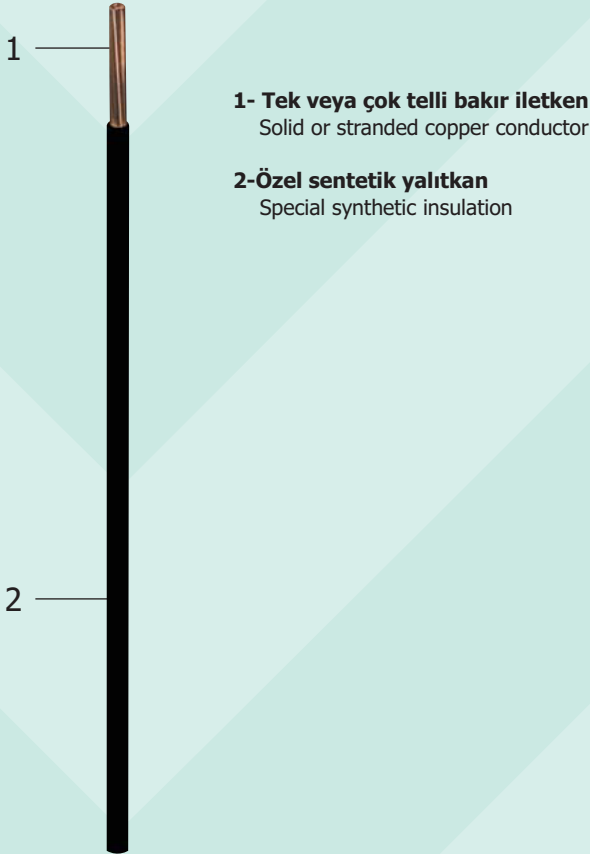 1
1- Tek veya çok telli bakır iletken
Solid or stranded copper conductor
2-Özel sentetik yalıtkan
Special synthetic insulation
2